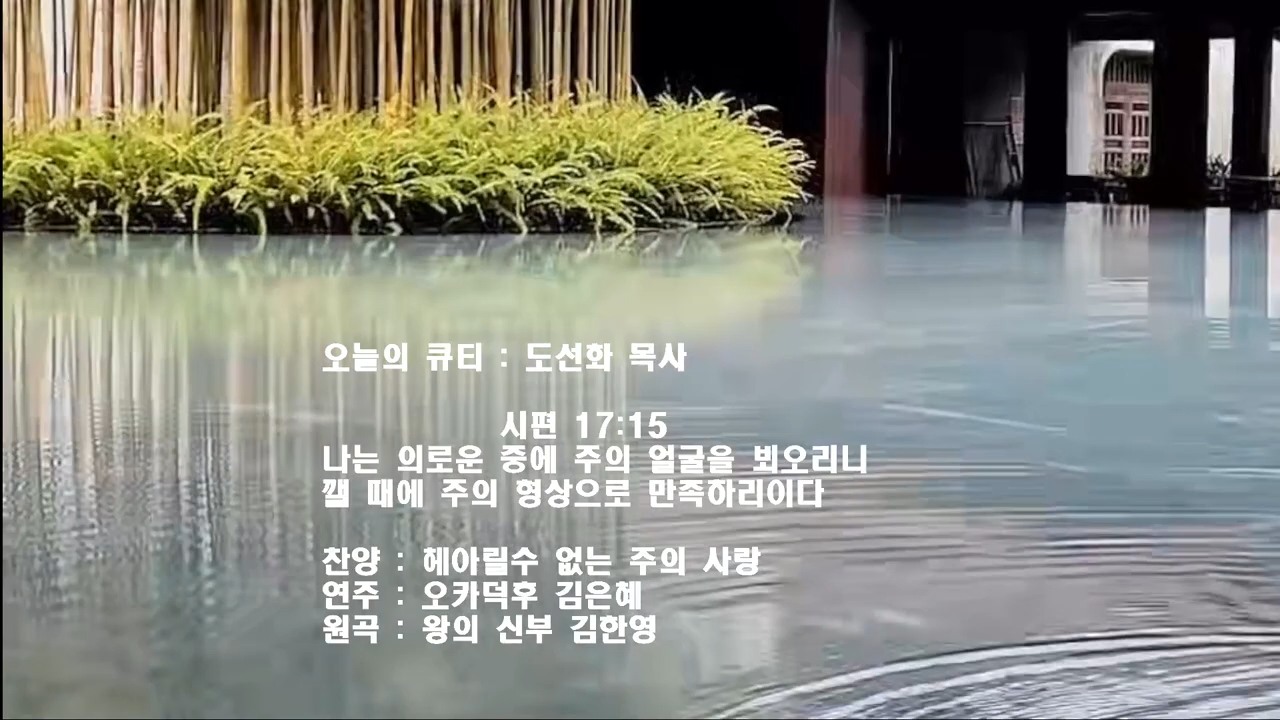 오늘의 큐티 : 도선화 목사
시편 17:15
나는 의로운 중에 주의 얼굴을 뵈오리니
깰 때에 주의 형상으로 만족하리이다
찬양 : 헤아릴수 없는 주의 사랑
연주 : 오카덕후 김은혜
원곡 : 왕의 신부 김한영